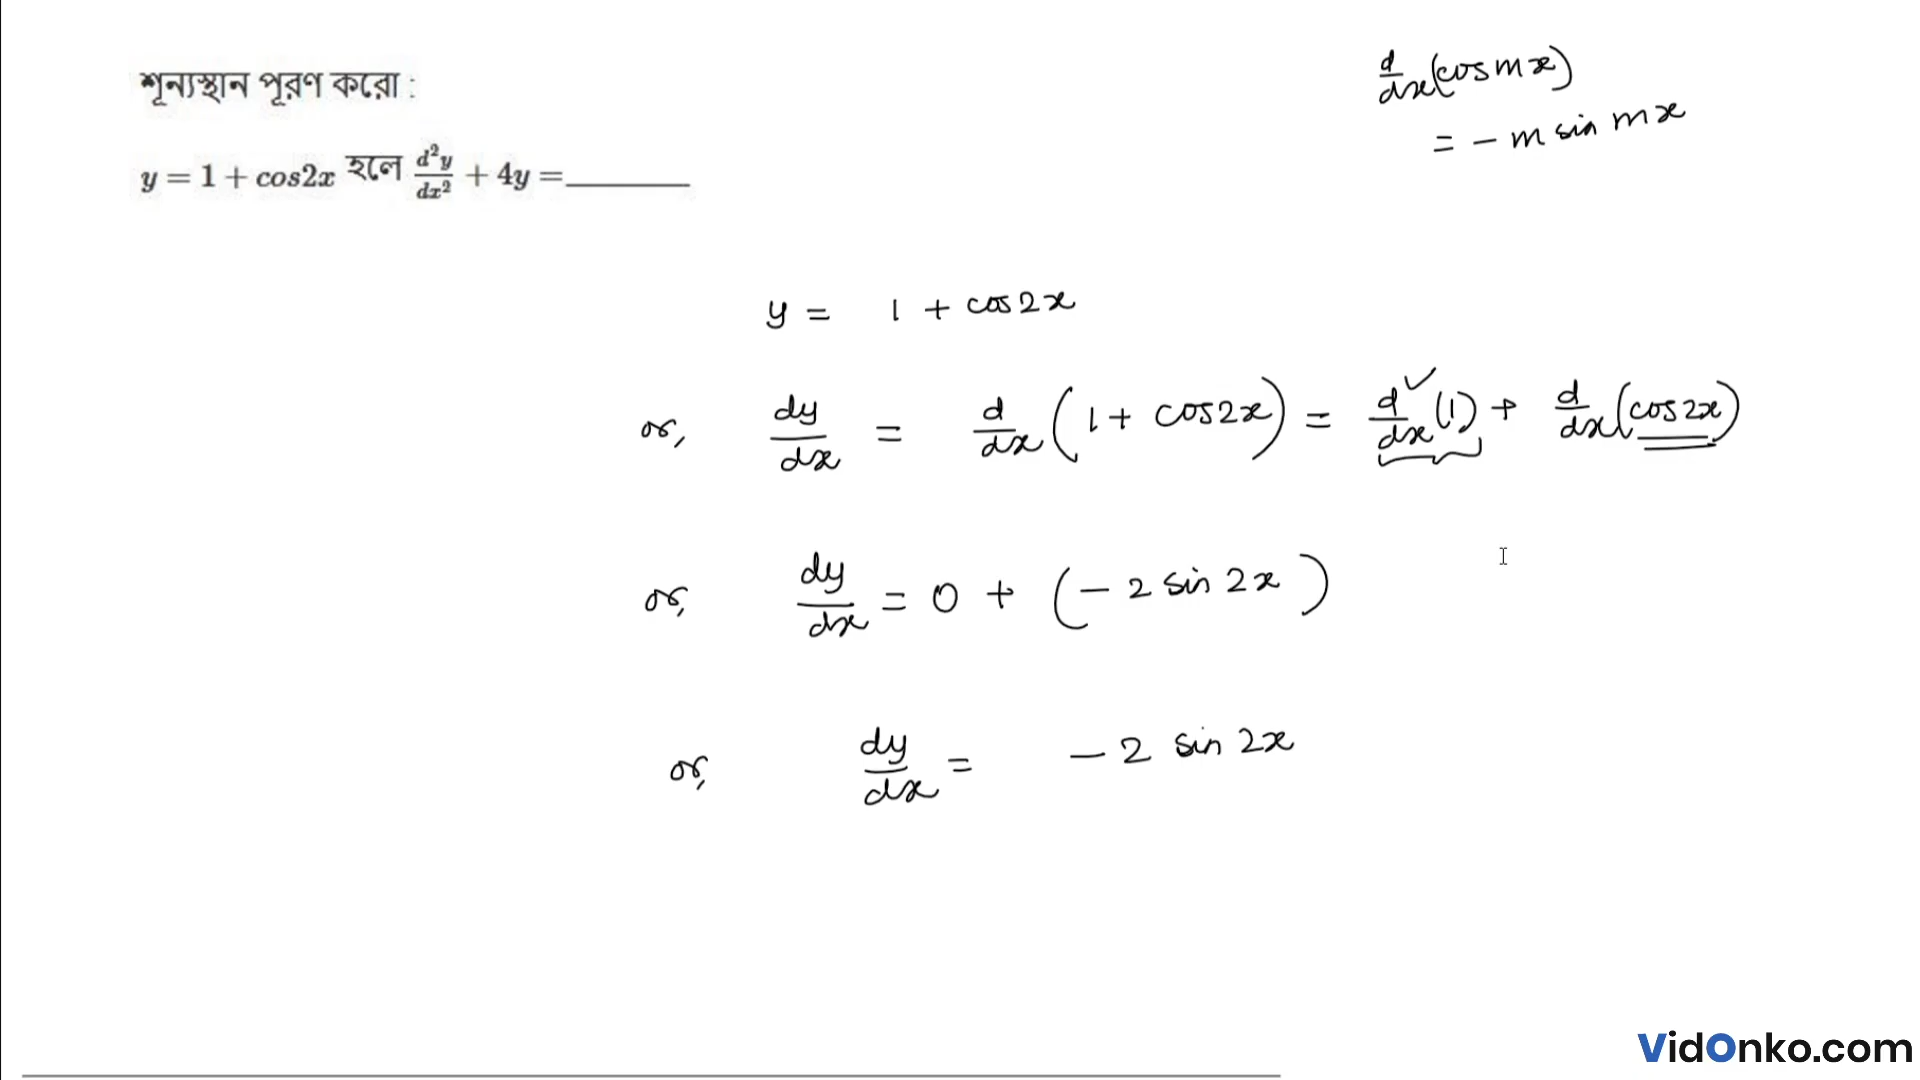 শূন্যস্থান পূরণ করো :
y = 1 + cos2x হলে d²y/dx² + 4y =________
d/dx(cos mx)
= - m sin mx
y = 1 + cos2x
or, dy/dx = d/dx(1 + cos2x) = d/dx(1) + d/dx(cos2x)
or, dy/dx = 0 + (- 2 sin 2x)
or, dy/dx = - 2 sin 2x
VidOnko.com